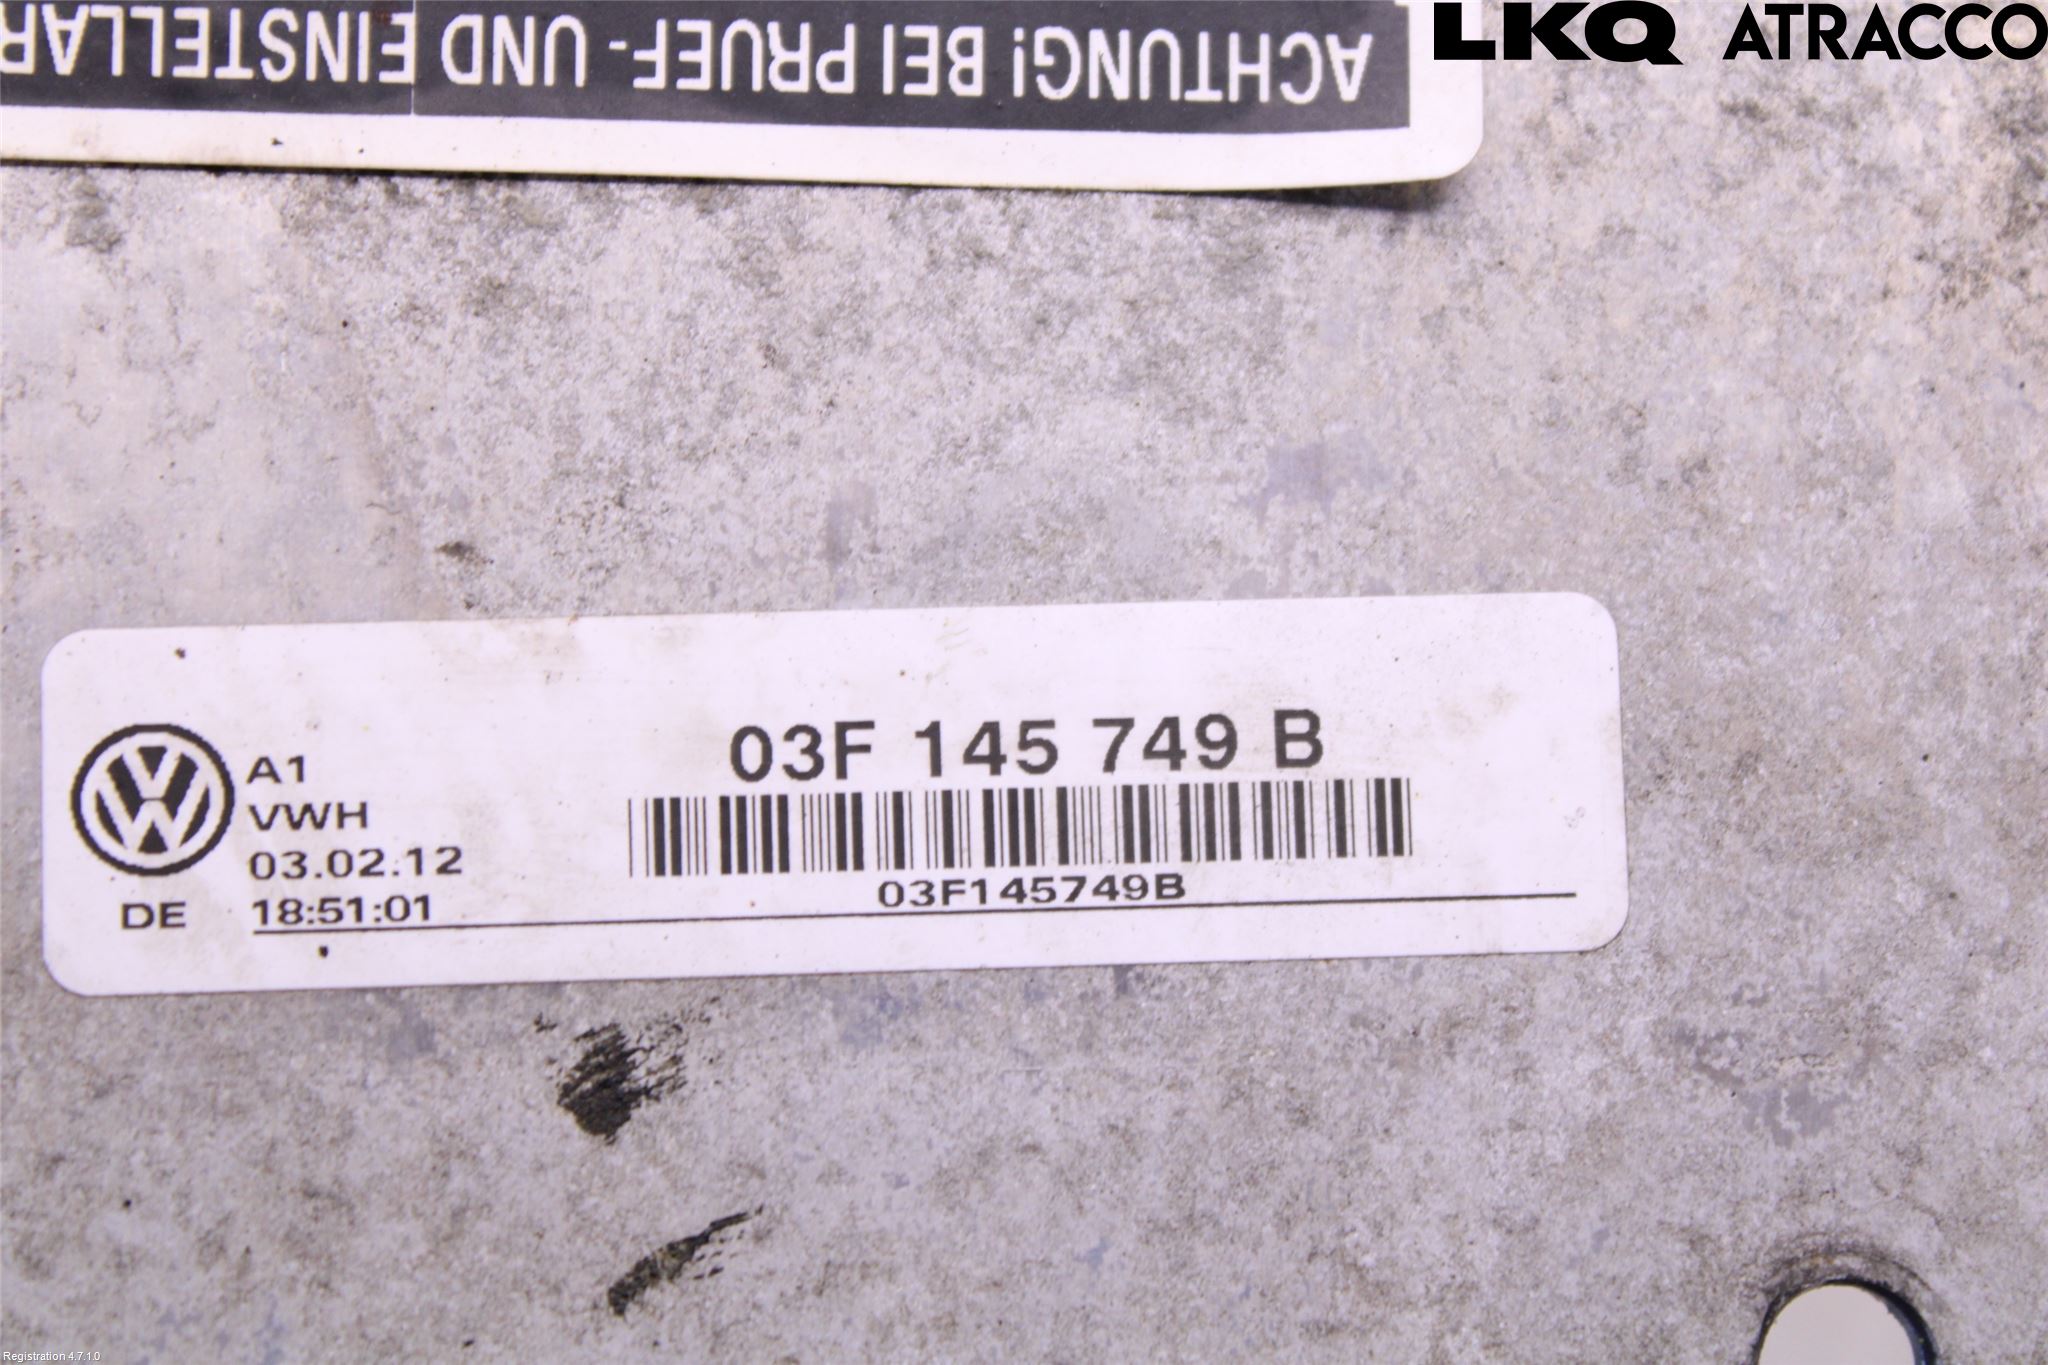 LKQ ATRACCO
ACHTUNG! BEI PRUEF- UND EINSTELLAR
03F 145 749 B
A1
VWH
03.02.12
03F145749B
DE 18:51:01
Registration 4.7.1.0